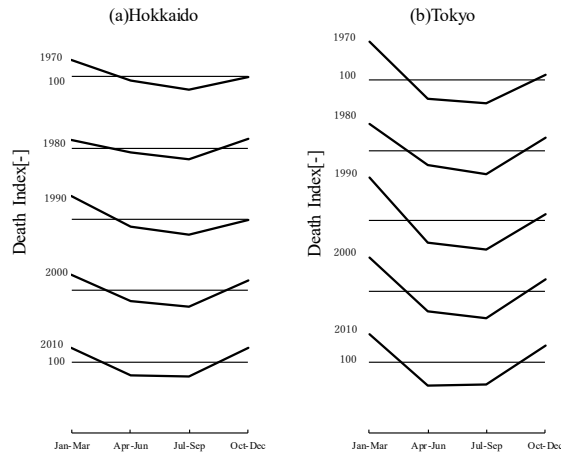 (a)Hokkaido
1970
100
1980
1990
2000
2010
100
Death Index[-]
Jan-Mar Apr-Jun Jul-Sep Oct-Dec
(b)Tokyo
1970
100
1980
1990
2000
2010
100
Death Index[-]
Jan-Mar Apr-Jun Jul-Sep Oct-Dec